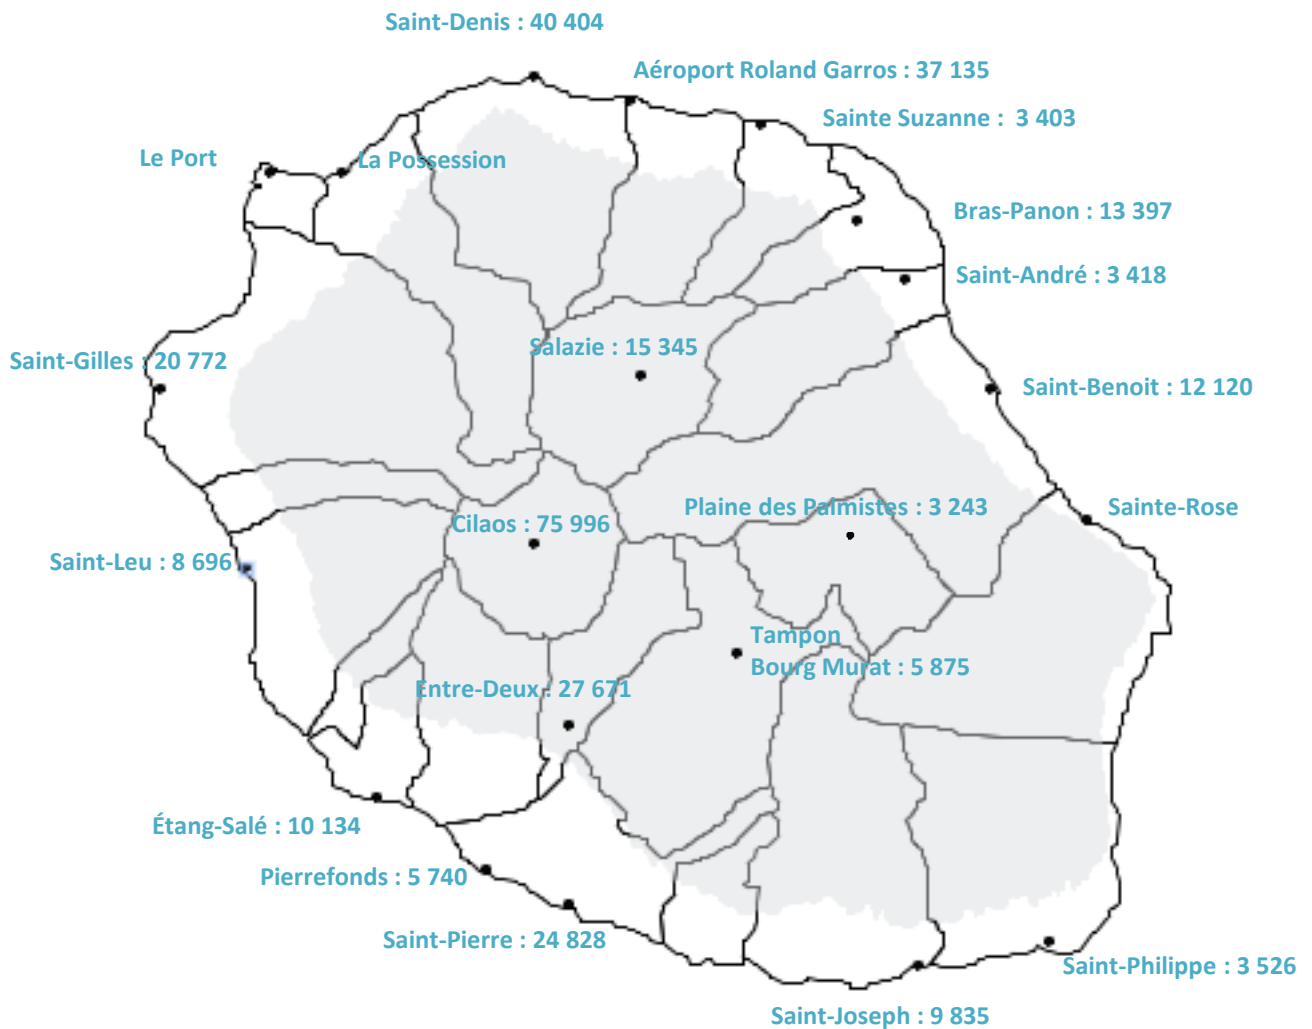 Saint-Denis : 40 404
Aéroport Roland Garros : 37 135
Sainte Suzanne :  3 403
Le Port
La Possession
Bras-Panon : 13 397
Saint-André : 3 418
Salazie : 15 345
Saint-Gilles : 20 772
Saint-Benoit : 12 120
Plaine des Palmistes : 3 243
Sainte-Rose
Cilaos : 75 996
Saint-Leu : 8 696
Tampon
Bourg Murat : 5 875
Entre-Deux : 27 671
Étang-Salé : 10 134
Pierrefonds : 5 740
Saint-Pierre : 24 828
Saint-Philippe : 3 526
Saint-Joseph : 9 835